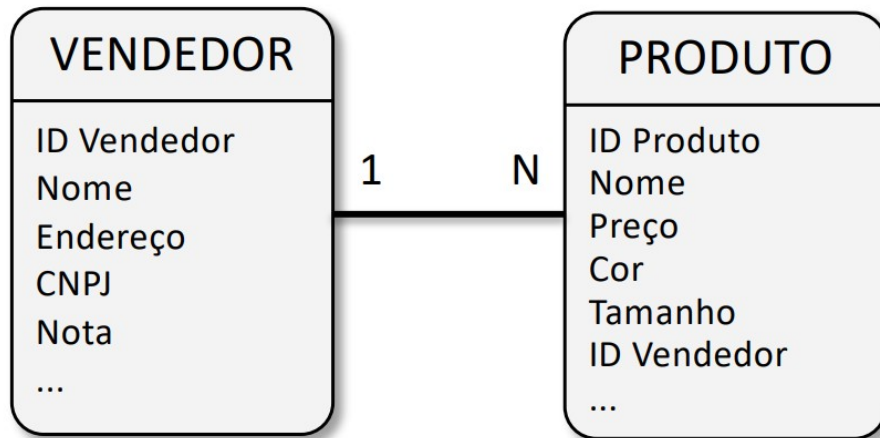 VENDEDOR
ID Vendedor
Nome
Endereço
CNPJ
Nota
...
1
N
PRODUTO
ID Produto
Nome
Preço
Cor
Tamanho
ID Vendedor
...